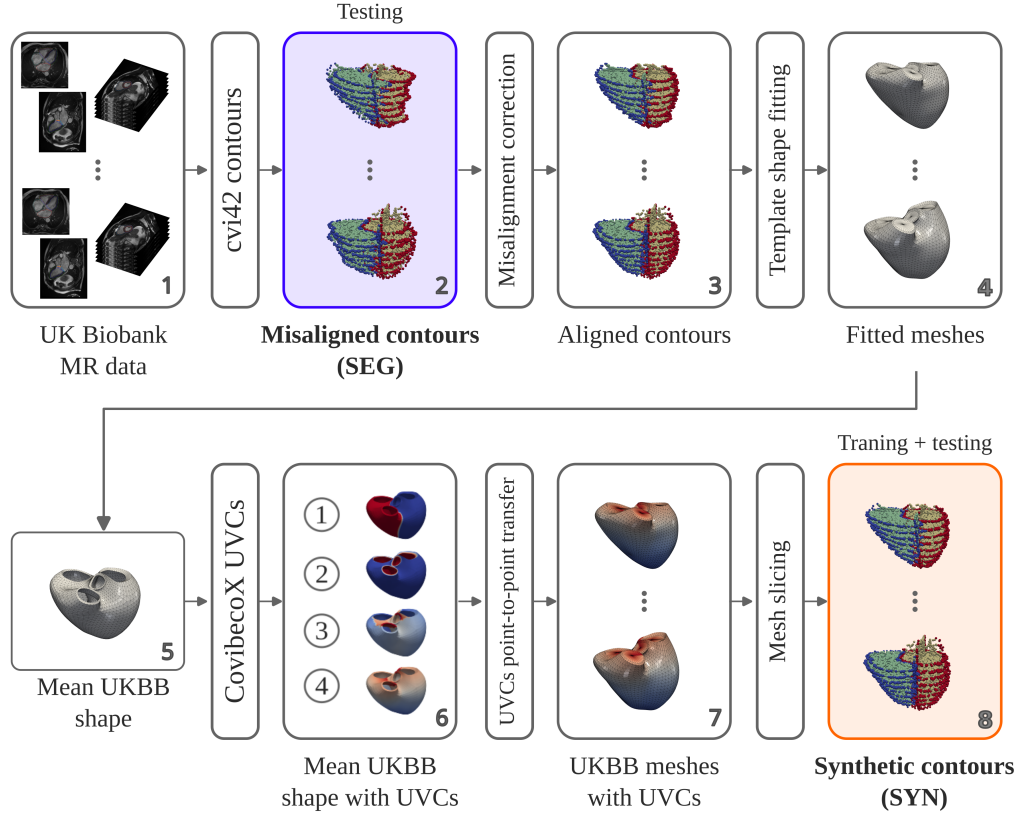 Testing
cvi42 contours
Misalignment correction
Template shape fitting
1
2
3
4
UK Biobank
MR data
Misaligned contours
(SEG)
Aligned contours
Fitted meshes
Traning + testing
CovibecoX UVCs
UVCs point-to-point transfer
Mesh slicing
1
2
3
4
5
6
7
8
Mean UKBB
shape
Mean UKBB
shape with UVCs
UKBB meshes
with UVCs
Synthetic contours
(SYN)